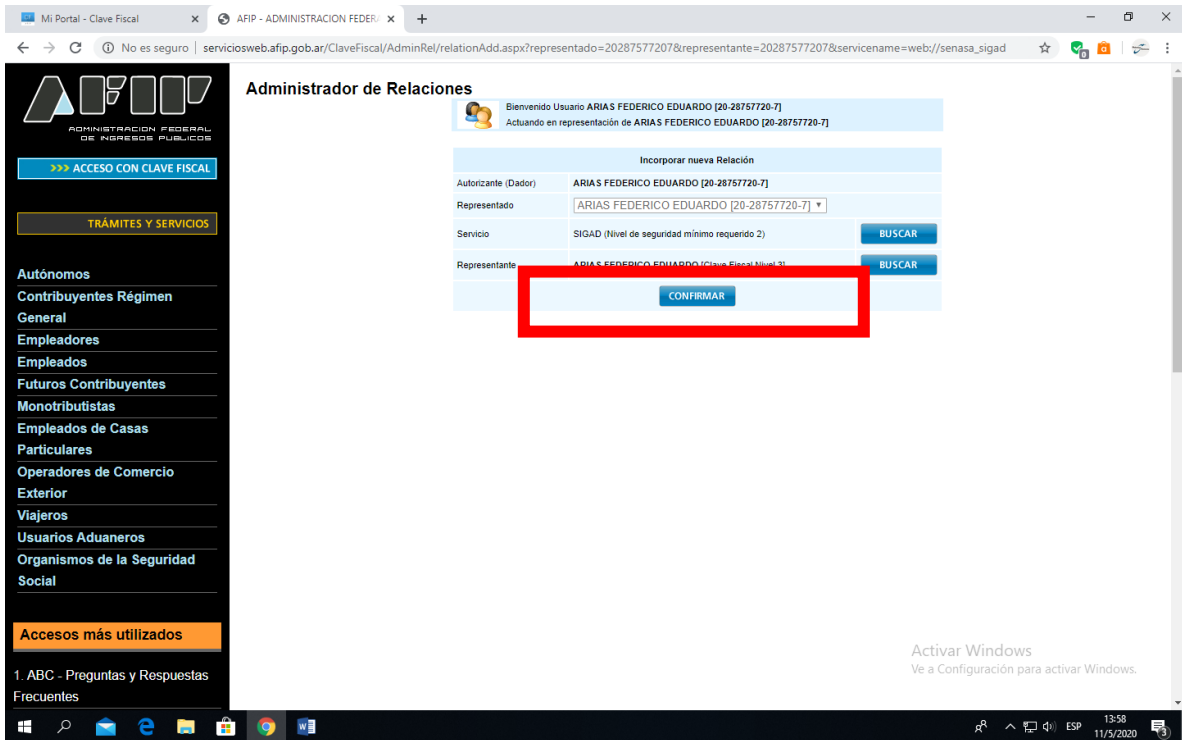 Mi Portal - Clave Fiscal
AFIP - ADMINISTRACION FEDERA
No es seguro | serviciosweb.afip.gob.ar/ClaveFiscal/AdminRel/relationAdd.aspx?representado=20287577207&representante=20287577207&servicename=web://senasa_sigad
AFIP
ADMINISTRACION FEDERAL
DE INGRESOS PUBLICOS
>>> ACCESO CON CLAVE FISCAL
TRÁMITES Y SERVICIOS
Autónomos
Contribuyentes Régimen
General
Empleadores
Empleados
Futuros Contribuyentes
Monotributistas
Empleados de Casas
Particulares
Operadores de Comercio
Exterior
Viajeros
Usuarios Aduaneros
Organismos de la Seguridad
Social
Accesos más utilizados
1. ABC - Preguntas y Respuestas
Frecuentes
Administrador de Relaciones
Bienvenido Usuario ARIAS FEDERICO EDUARDO [20-28757720-7]
Actuando en representación de ARIAS FEDERICO EDUARDO [20-28757720-7]
Incorporar nueva Relación
Autorizante (Dador) ARIAS FEDERICO EDUARDO [20-28757720-7]
Representado ARIAS FEDERICO EDUARDO [20-28757720-7]
Servicio SIGAD (Nivel de seguridad mínimo requerido 2) BUSCAR
Representante ARIAS FEDERICO EDUARDO [Clave Fiscal Nivel 3] BUSCAR
CONFIRMAR
Activar Windows
Ve a Configuración para activar Windows.
ESP
13:58
11/5/2020
3